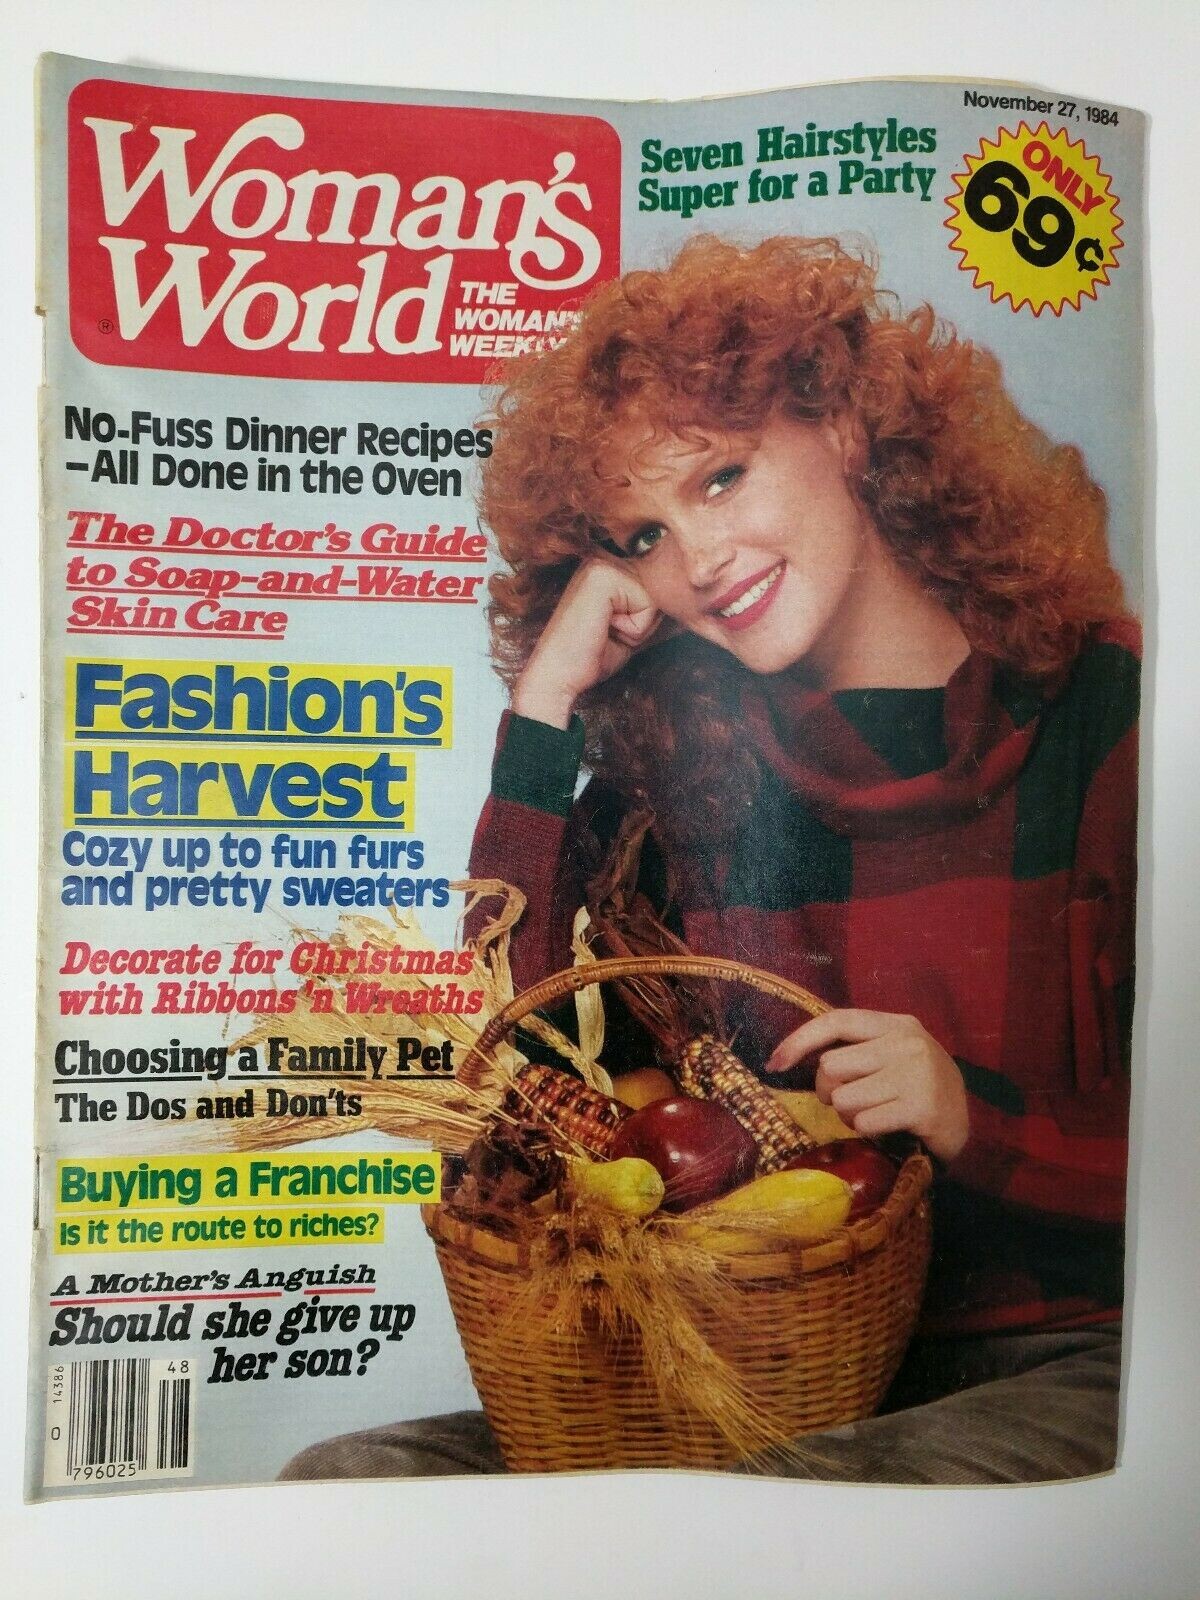 November 27, 1984
Woman's
World
®
THE
WOMAN'S
WEEKLY
Seven Hairstyles
Super for a Party
ONLY
69¢
No-Fuss Dinner Recipes
–All Done in the Oven
The Doctor's Guide
to Soap-and-Water
Skin Care
Fashion's
Harvest
Cozy up to fun furs
and pretty sweaters
Decorate for Christmas
with Ribbons 'n Wreaths
Choosing a Family Pet
The Dos and Don'ts
Buying a Franchise
Is it the route to riches?
A Mother's Anguish
Should she give up
her son?
48
0 14386
796025